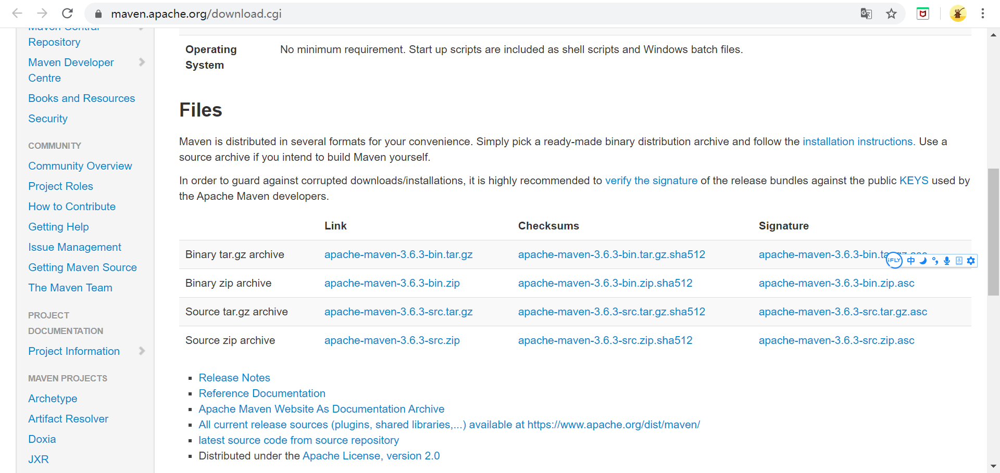 maven.apache.org/download.cgi
Maven Central
Repository
Maven Developer
Centre
Books and Resources
Security
COMMUNITY
Community Overview
Project Roles
How to Contribute
Getting Help
Issue Management
Getting Maven Source
The Maven Team
PROJECT
DOCUMENTATION
Project Information
MAVEN PROJECTS
Archetype
Artifact Resolver
Doxia
JXR
Operating System No minimum requirement. Start up scripts are included as shell scripts and Windows batch files.
Files
Maven is distributed in several formats for your convenience. Simply pick a ready-made binary distribution archive and follow the installation instructions. Use a
source archive if you intend to build Maven yourself.
In order to guard against corrupted downloads/installations, it is highly recommended to verify the signature of the release bundles against the public KEYS used by
the Apache Maven developers.
Link Checksums Signature
Binary tar.gz archive apache-maven-3.6.3-bin.tar.gz apache-maven-3.6.3-bin.tar.gz.sha512 apache-maven-3.6.3-bin.tar.gz.asc
iFLY 中
Binary zip archive apache-maven-3.6.3-bin.zip apache-maven-3.6.3-bin.zip.sha512 apache-maven-3.6.3-bin.zip.asc
Source tar.gz archive apache-maven-3.6.3-src.tar.gz apache-maven-3.6.3-src.tar.gz.sha512 apache-maven-3.6.3-src.tar.gz.asc
Source zip archive apache-maven-3.6.3-src.zip apache-maven-3.6.3-src.zip.sha512 apache-maven-3.6.3-src.zip.asc
Release Notes
Reference Documentation
Apache Maven Website As Documentation Archive
All current release sources (plugins, shared libraries,...) available at https://www.apache.org/dist/maven/
latest source code from source repository
Distributed under the Apache License, version 2.0